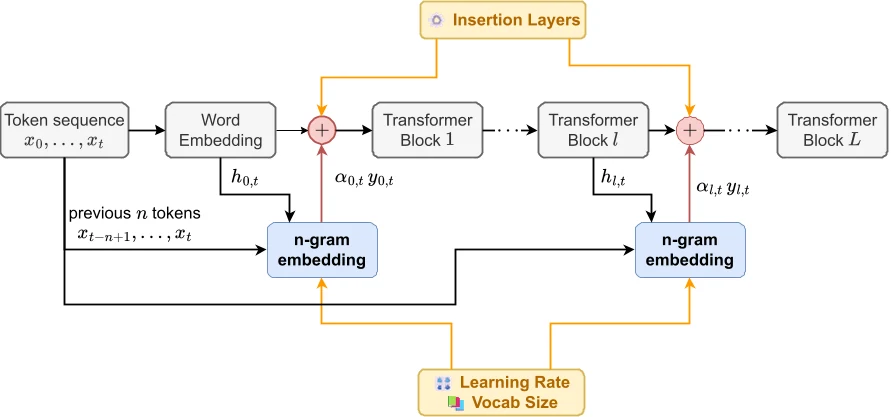 Insertion Layers
Token sequence
x₀, . . . , xₜ
Word
Embedding
+
Transformer
Block 1
. . .
Transformer
Block l
+
. . .
Transformer
Block L
h₀,ₜ
α₀,ₜ y₀,ₜ
hₗ,ₜ
αₗ,ₜ yₗ,ₜ
previous n tokens
xₜ₋ₙ₊₁, . . . , xₜ
n-gram
embedding
n-gram
embedding
Learning Rate
Vocab Size